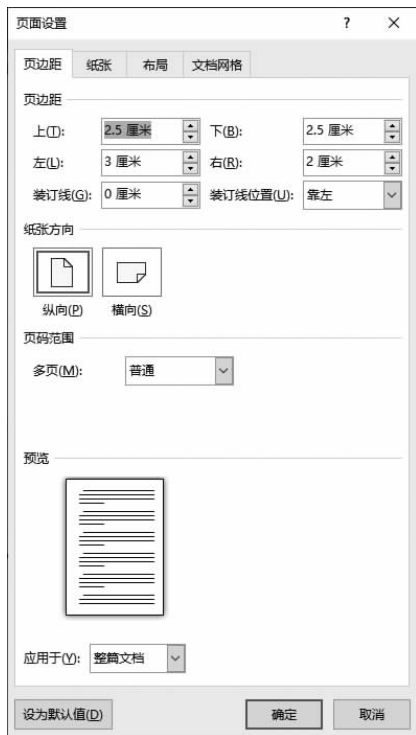 页面设置 ? ×
页边距 纸张 布局 文档网格
页边距
上(T): 2.5 厘米 下(B): 2.5 厘米
左(L): 3 厘米 右(R): 2 厘米
装订线(G): 0 厘米 装订线位置(U): 靠左
纸张方向
纵向(P) 横向(S)
页码范围
多页(M): 普通
预览
应用于(Y): 整篇文档
设为默认值(D) 确定 取消